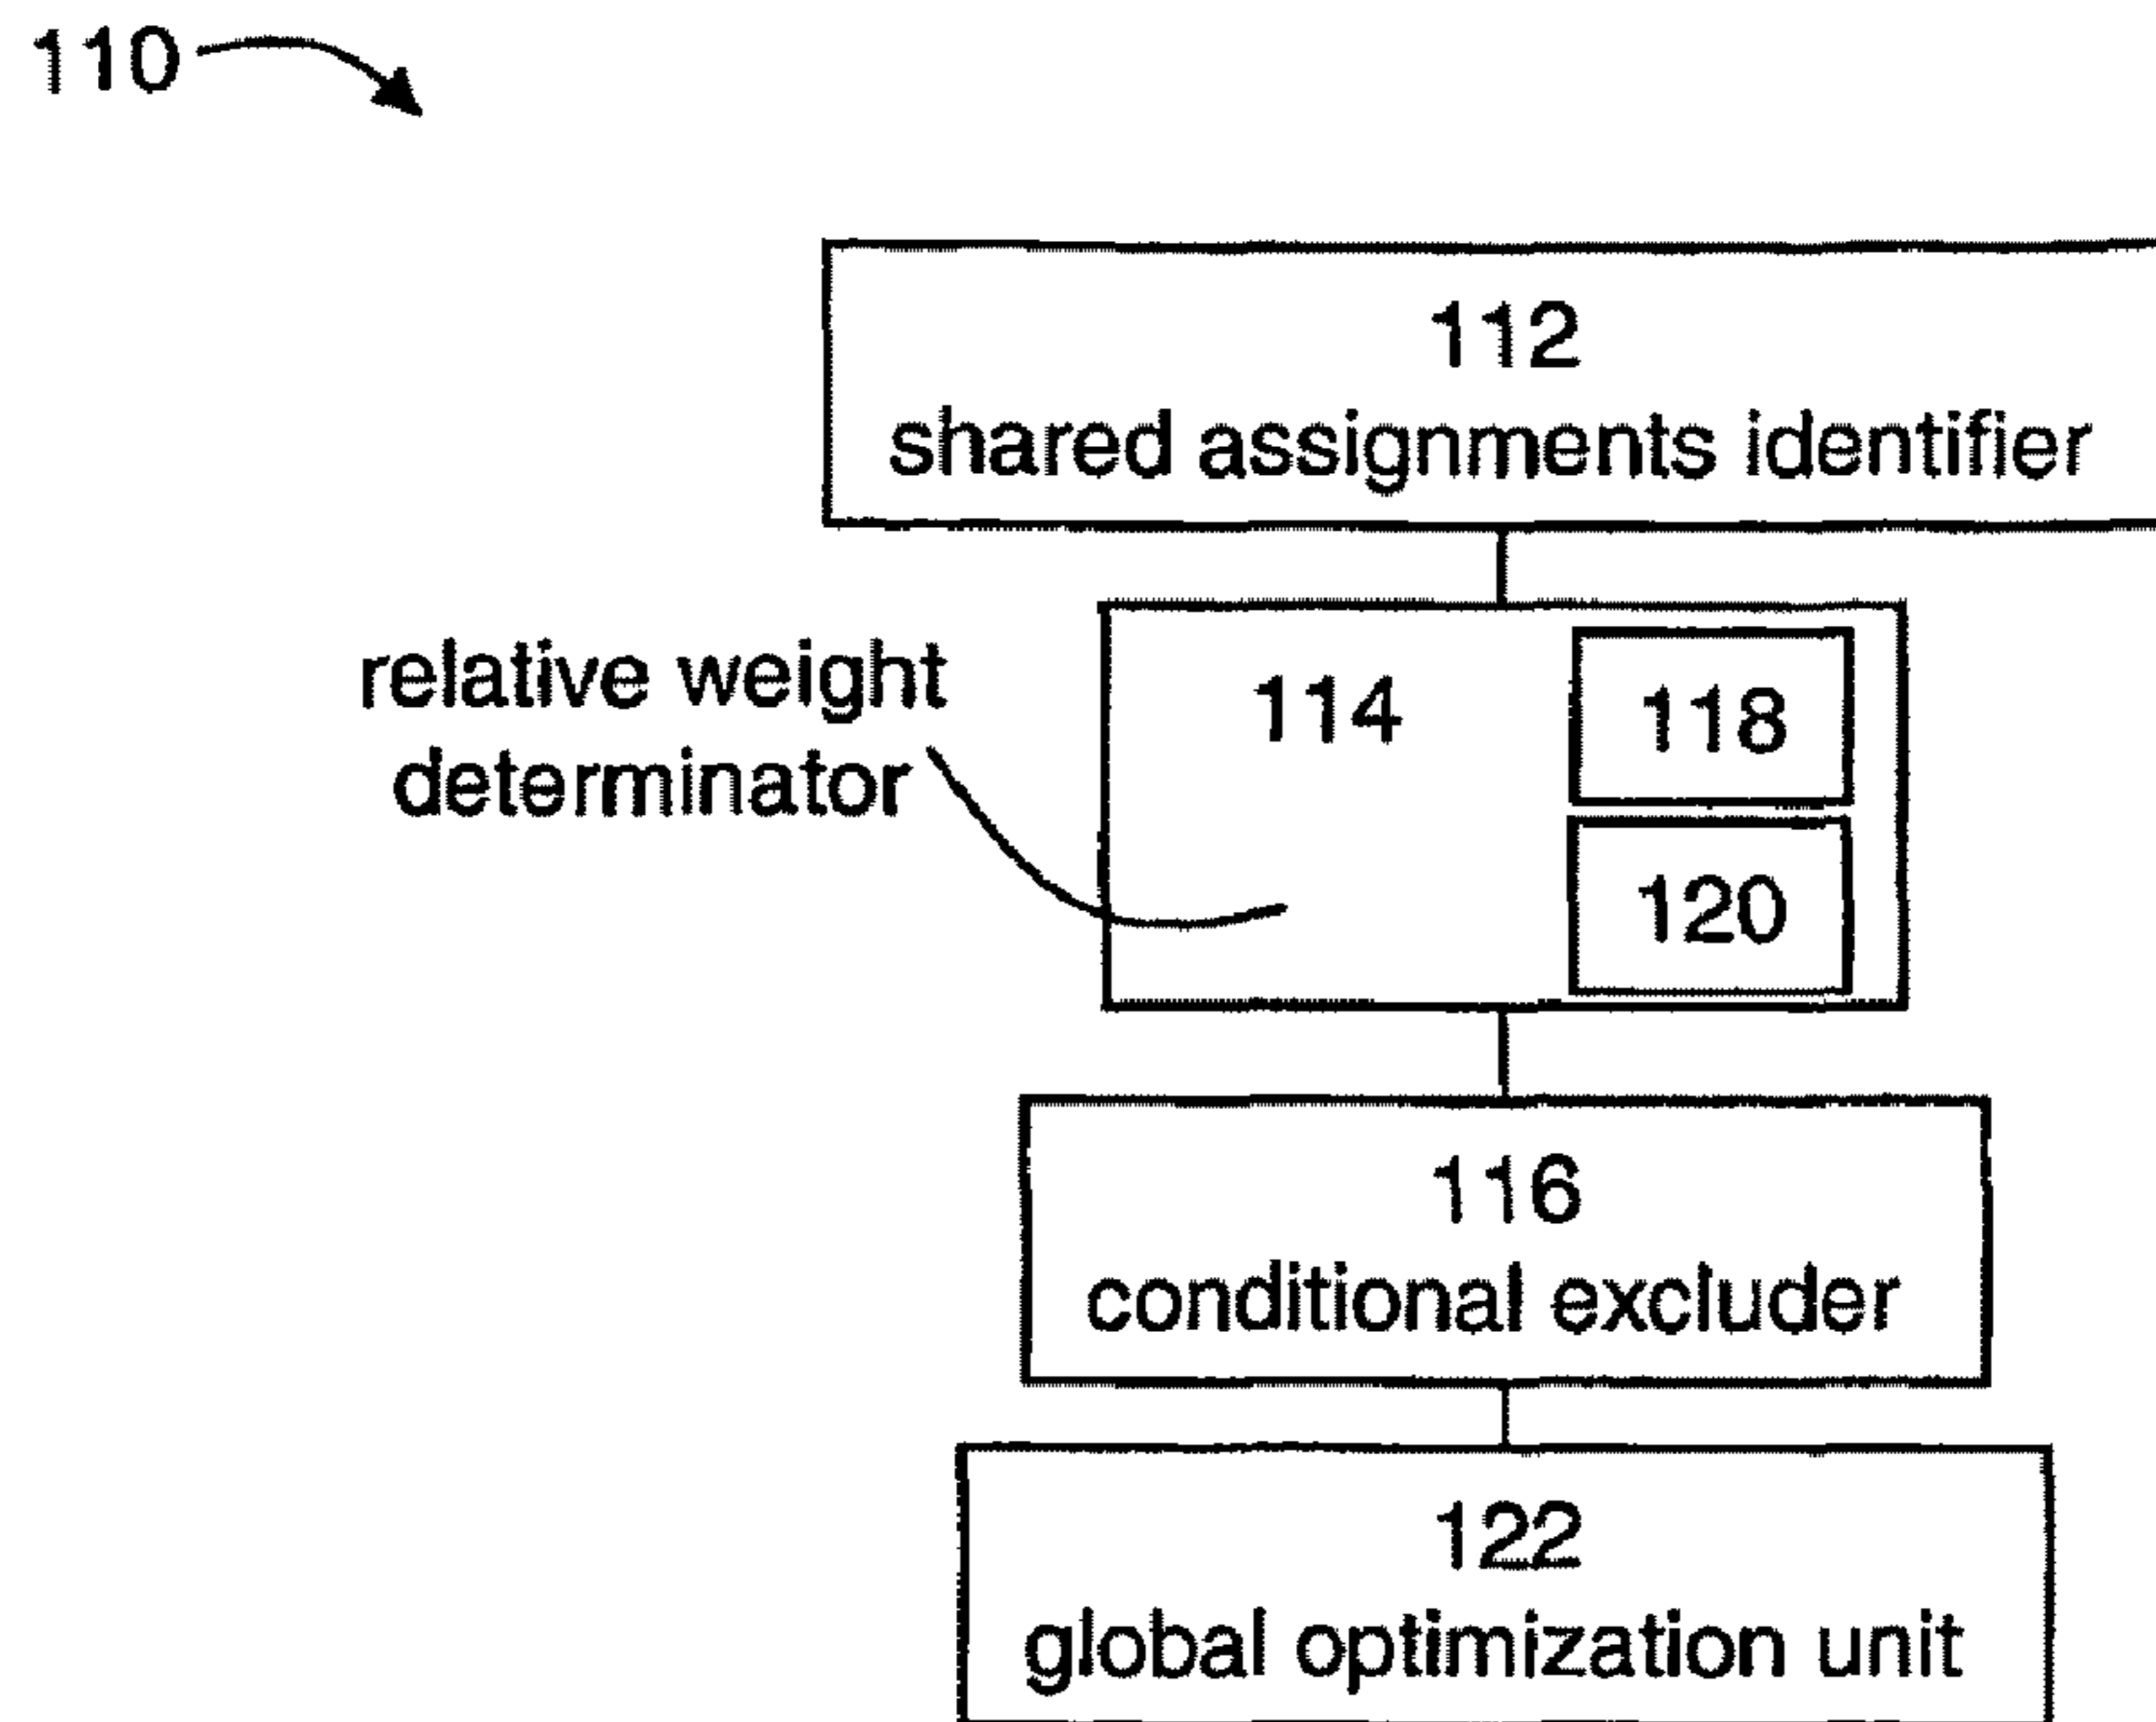 110
112
shared assignments identifier
relative weight
determinator
114
118
120
116
conditional excluder
122
global optimization unit